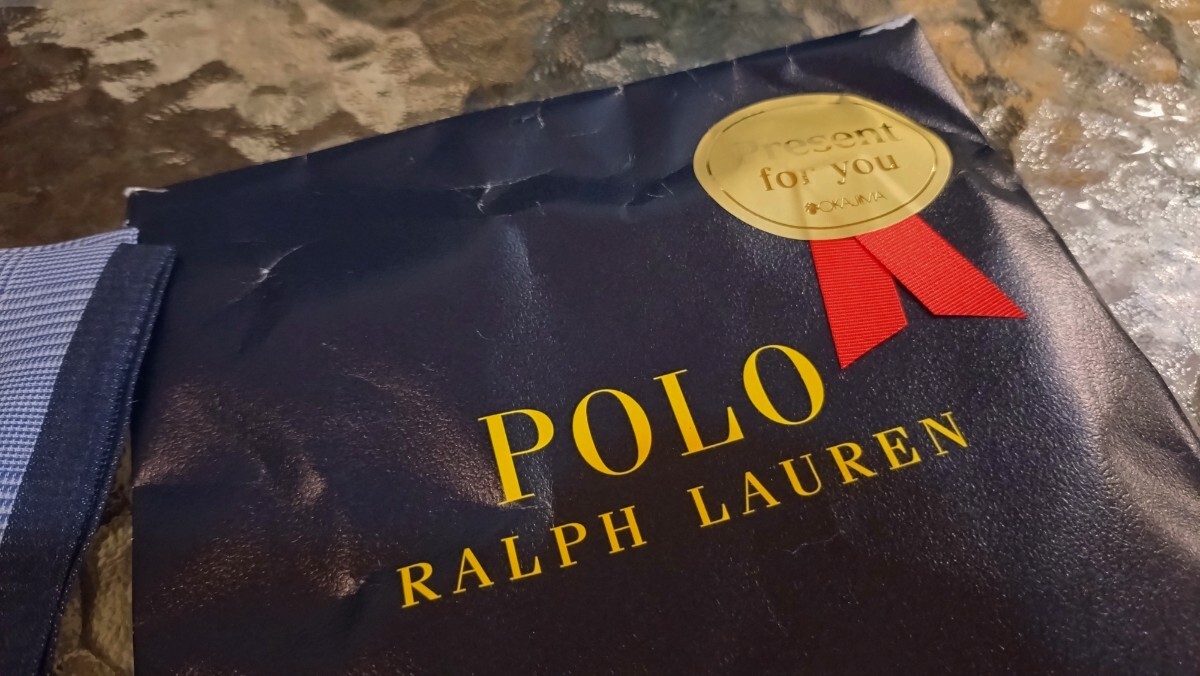 Present
for you
OKAJIMA
POLO
RALPH LAUREN